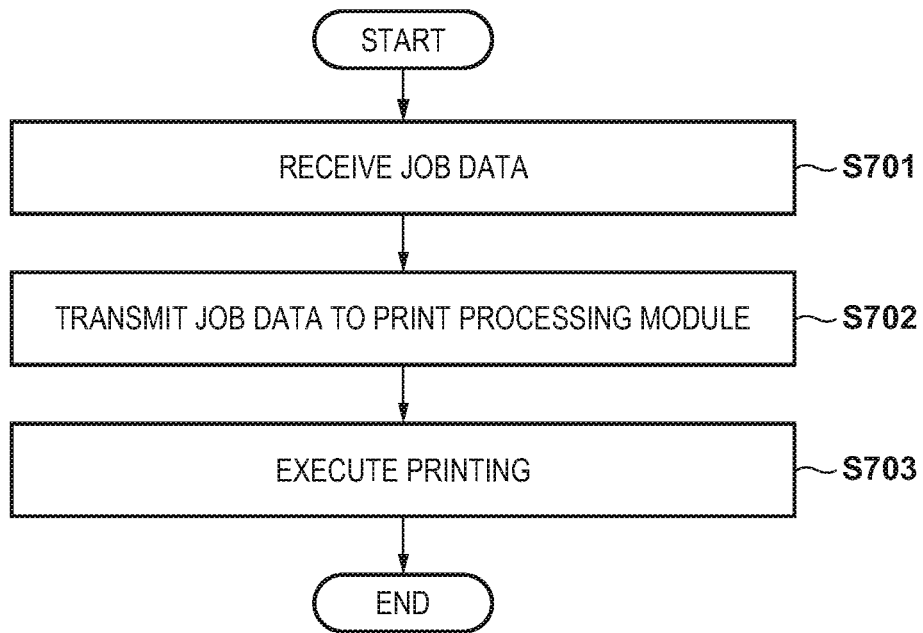 START
RECEIVE JOB DATA
S701
TRANSMIT JOB DATA TO PRINT PROCESSING MODULE
S702
EXECUTE PRINTING
S703
END